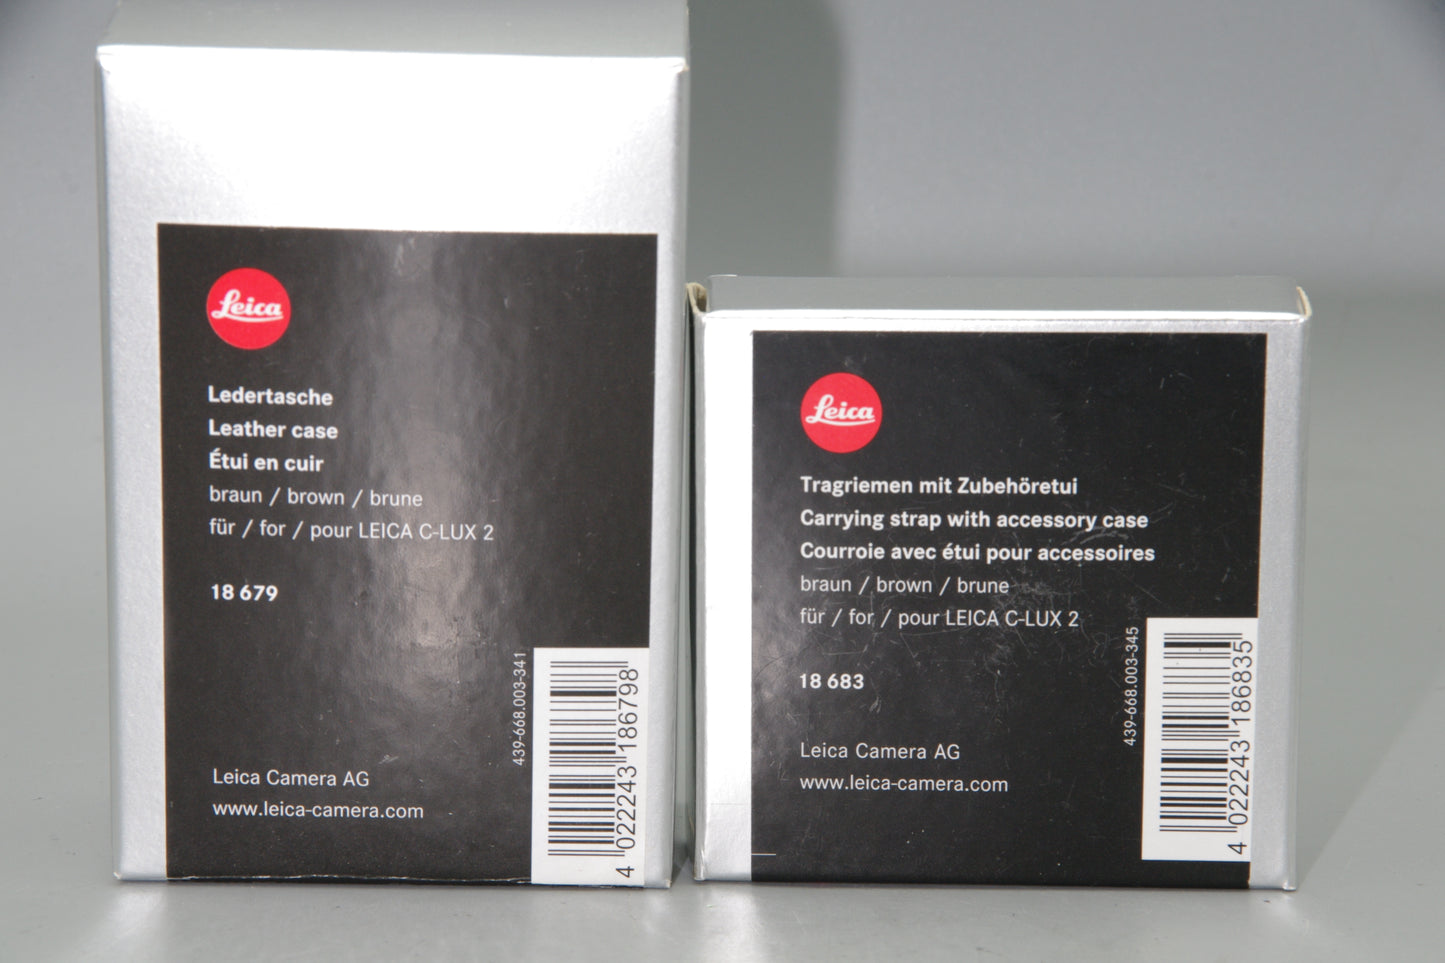 Leica
Ledertasche
Leather case
Étui en cuir
braun / brown / brune
für / for / pour LEICA C-LUX 2
18 679
Leica Camera AG
www.leica-camera.com
439-668.003-341
4 022243 186798
Leica
Tragriemen mit Zubehöretui
Carrying strap with accessory case
Courroie avec étui pour accessoires
braun / brown / brune
für / for / pour LEICA C-LUX 2
18 683
Leica Camera AG
www.leica-camera.com
439-668.003-345
4 022243 186835